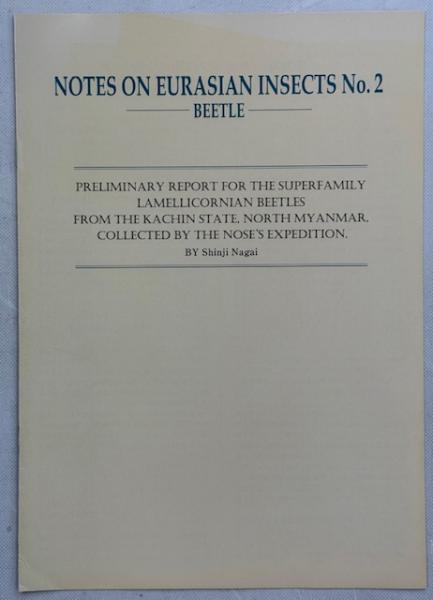 NOTES ON EURASIAN INSECTS No. 2
BEETLE
PRELIMINARY REPORT FOR THE SUPERFAMILY
LAMELLICORNIAN BEETLES
FROM THE KACHIN STATE, NORTH MYANMAR,
COLLECTED BY THE NOSE'S EXPEDITION.
BY Shinji Nagai